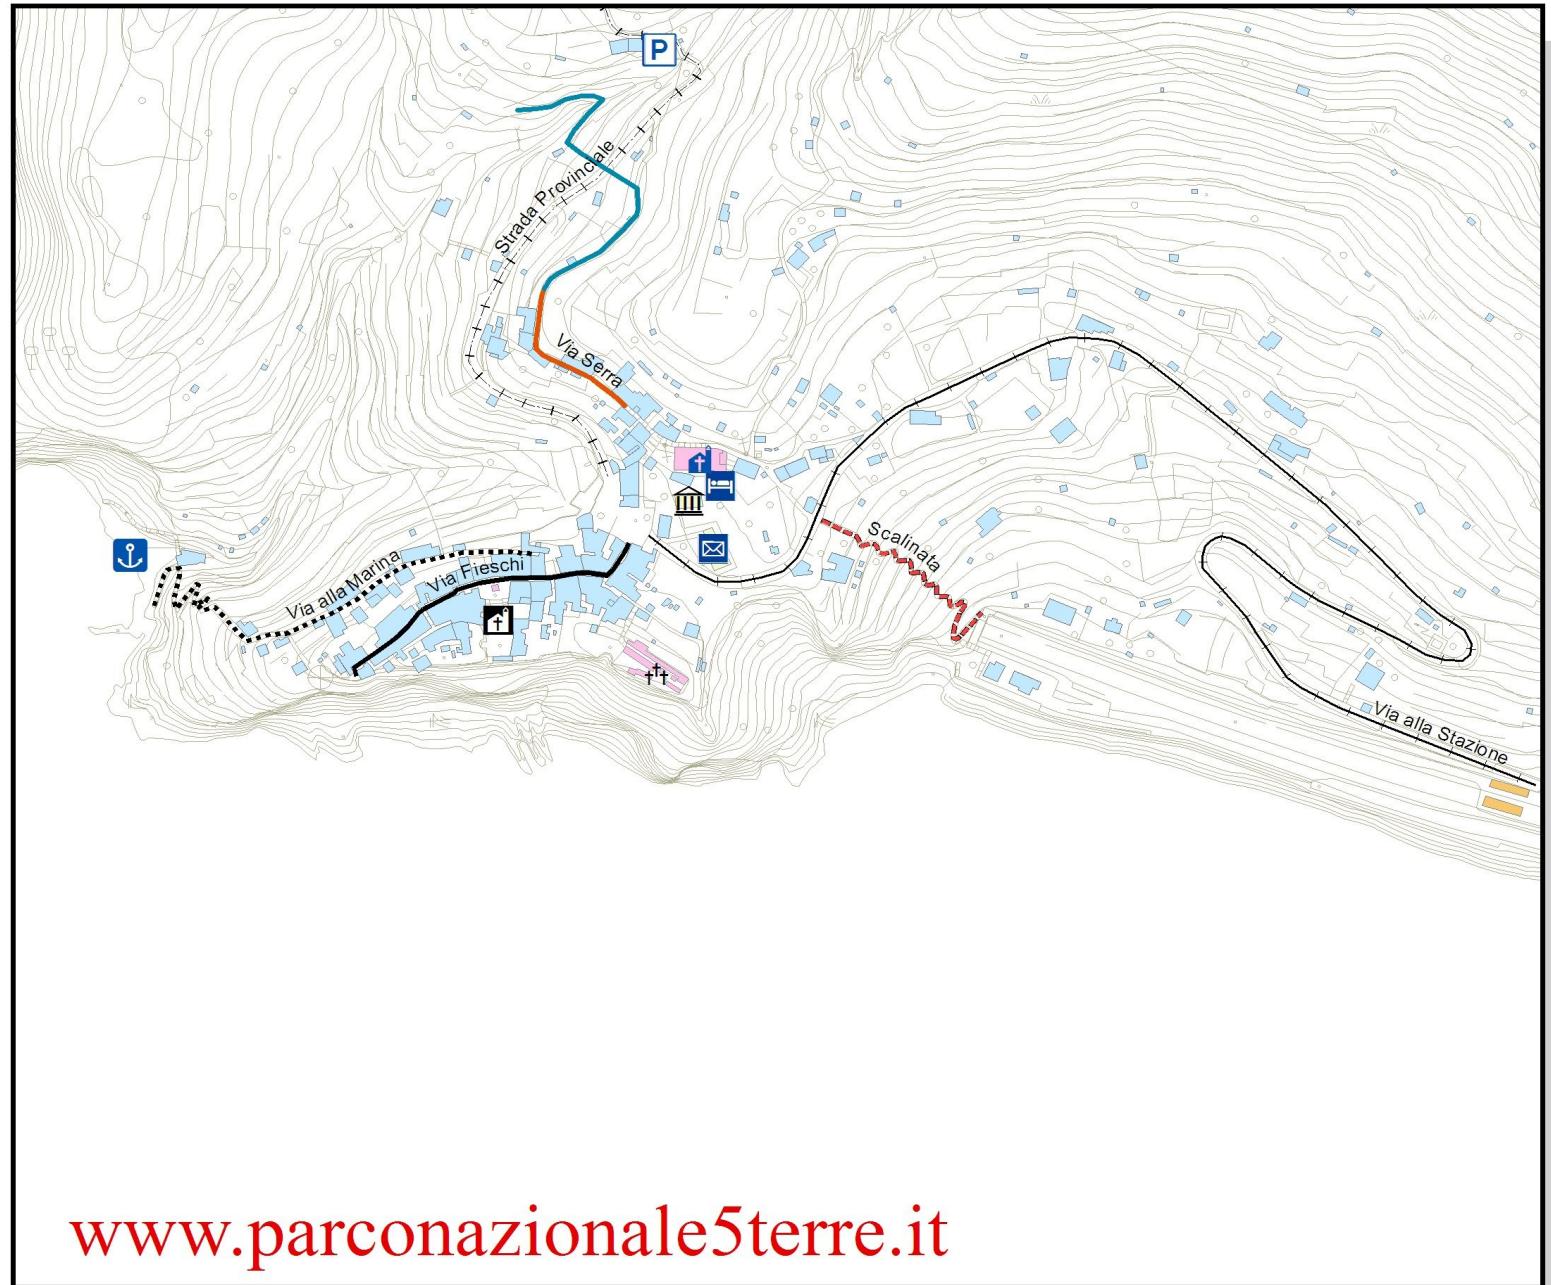 P
Strada Provinciale
Via Serra
Scalinata
Via alla Marina
Via Fieschi
Via alla Stazione
www.parconazionale5terre.it